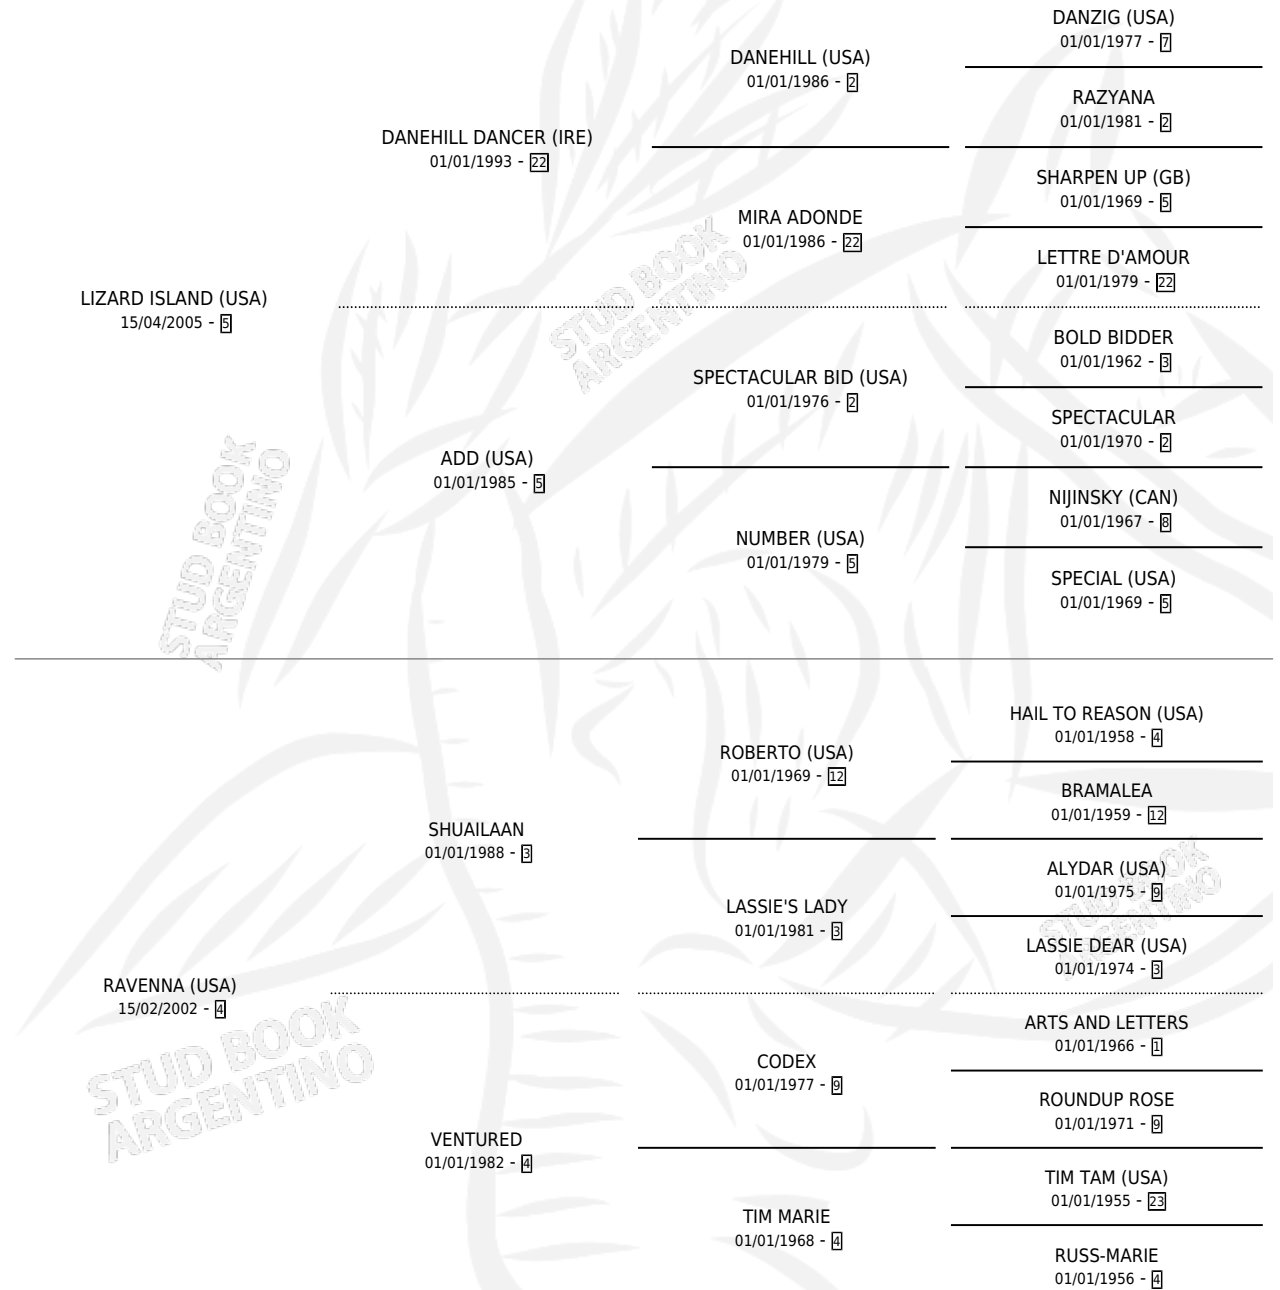 DANZIG (USA)
01/01/1977 - 7
DANEHILL (USA)
01/01/1986 - 2
RAZYANA
01/01/1981 - 2
DANEHILL DANCER (IRE)
01/01/1993 - 22
SHARPEN UP (GB)
01/01/1969 - 5
MIRA ADONDE
01/01/1986 - 22
LETTRE D'AMOUR
01/01/1979 - 22
LIZARD ISLAND (USA)
15/04/2005 - 5
STUD BOOK
ARGENTINO
BOLD BIDDER
01/01/1962 - 3
SPECTACULAR BID (USA)
01/01/1976 - 2
SPECTACULAR
01/01/1970 - 2
ADD (USA)
01/01/1985 - 5
NIJINSKY (CAN)
01/01/1967 - 8
NUMBER (USA)
01/01/1979 - 5
SPECIAL (USA)
01/01/1969 - 5
STUD BOOK
ARGENTINO
HAIL TO REASON (USA)
01/01/1958 - 4
ROBERTO (USA)
01/01/1969 - 12
BRAMALEA
01/01/1959 - 12
SHUAILAAN
01/01/1988 - 3
ALYDAR (USA)
01/01/1975 - 9
LASSIE'S LADY
01/01/1981 - 3
LASSIE DEAR (USA)
01/01/1974 - 3
STUD BOOK
ARGENTINO
RAVENNA (USA)
15/02/2002 - 4
ARTS AND LETTERS
01/01/1966 - 1
CODEX
01/01/1977 - 9
ROUNDUP ROSE
01/01/1971 - 9
STUD BOOK
ARGENTINO
VENTURED
01/01/1982 - 4
TIM TAM (USA)
01/01/1955 - 23
TIM MARIE
01/01/1968 - 4
RUSS-MARIE
01/01/1956 - 4